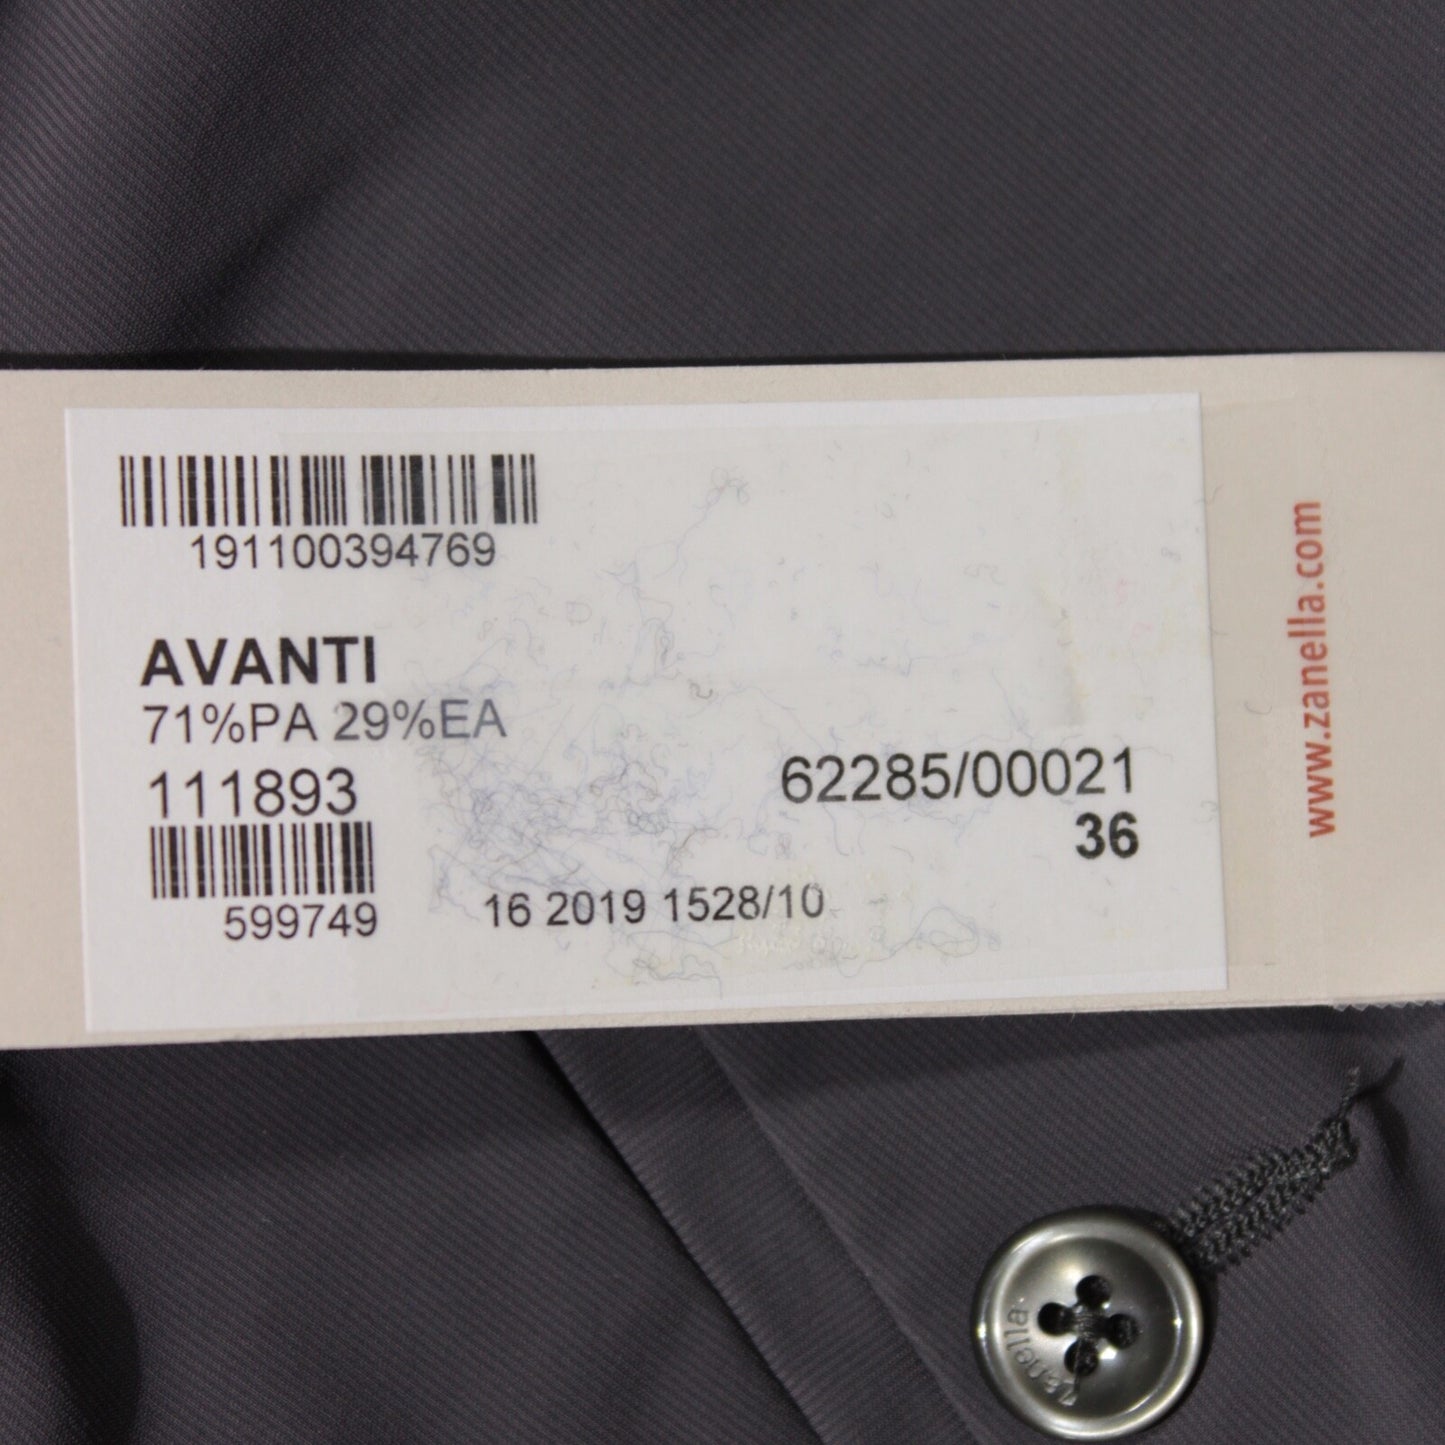 191100394769
AVANTI
71%PA 29%EA
111893
62285/00021
36
599749
16 2019 1528/10
www.zanella.com
zanella